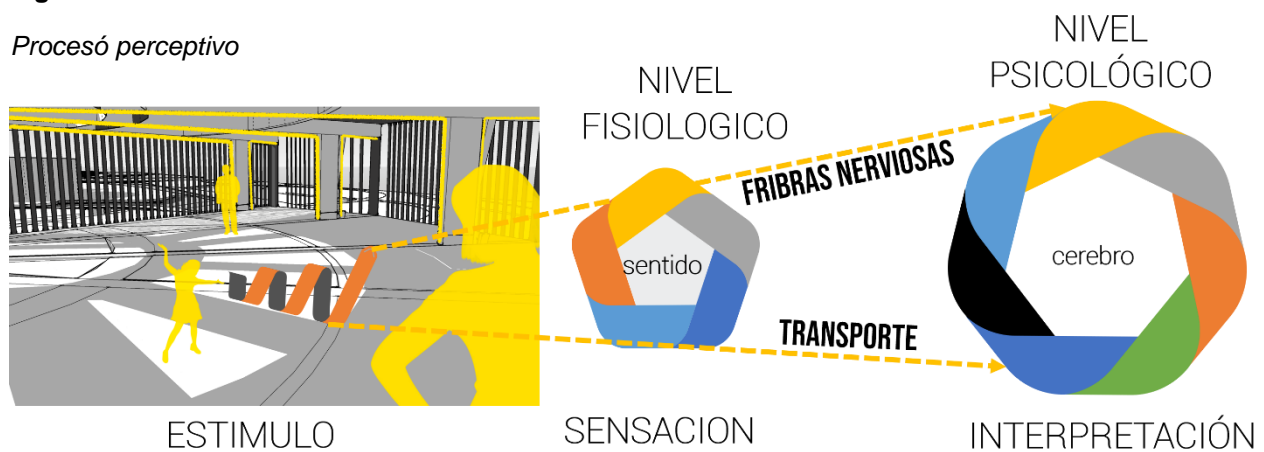 Procesó perceptivo
NIVEL
FISIOLOGICO
NIVEL
PSICOLÓGICO
FRIBRAS NERVIOSAS
sentido
cerebro
TRANSPORTE
ESTIMULO
SENSACION
INTERPRETACIÓN